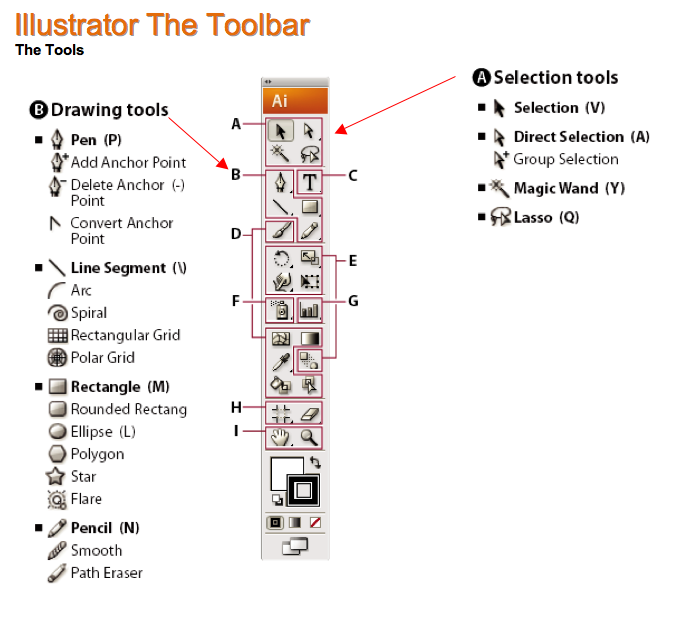 Illustrator The Toolbar
The Tools
B Drawing tools
Pen (P)
Add Anchor Point
Delete Anchor (-)
Point
Convert Anchor
Point
Line Segment (\)
Arc
Spiral
Rectangular Grid
Polar Grid
Rectangle (M)
Rounded Rectang
Ellipse (L)
Polygon
Star
Flare
Pencil (N)
Smooth
Path Eraser
Ai
A
B
C
T
D
E
F
G
H
I
A Selection tools
Selection (V)
Direct Selection (A)
Group Selection
Magic Wand (Y)
Lasso (Q)